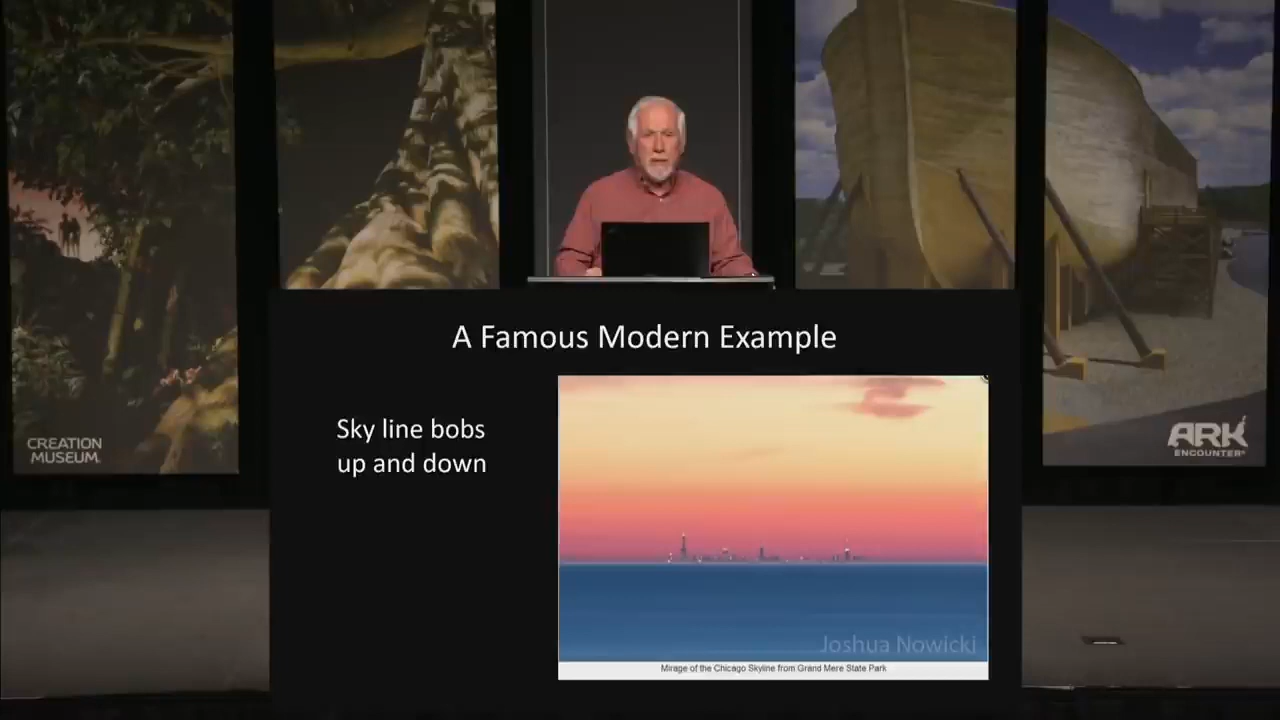 A Famous Modern Example
Sky line bobs
up and down
CREATION
MUSEUM
ARK
ENCOUNTER
Joshua Nowicki
Mirage of the Chicago Skyline from Grand Mere State Park